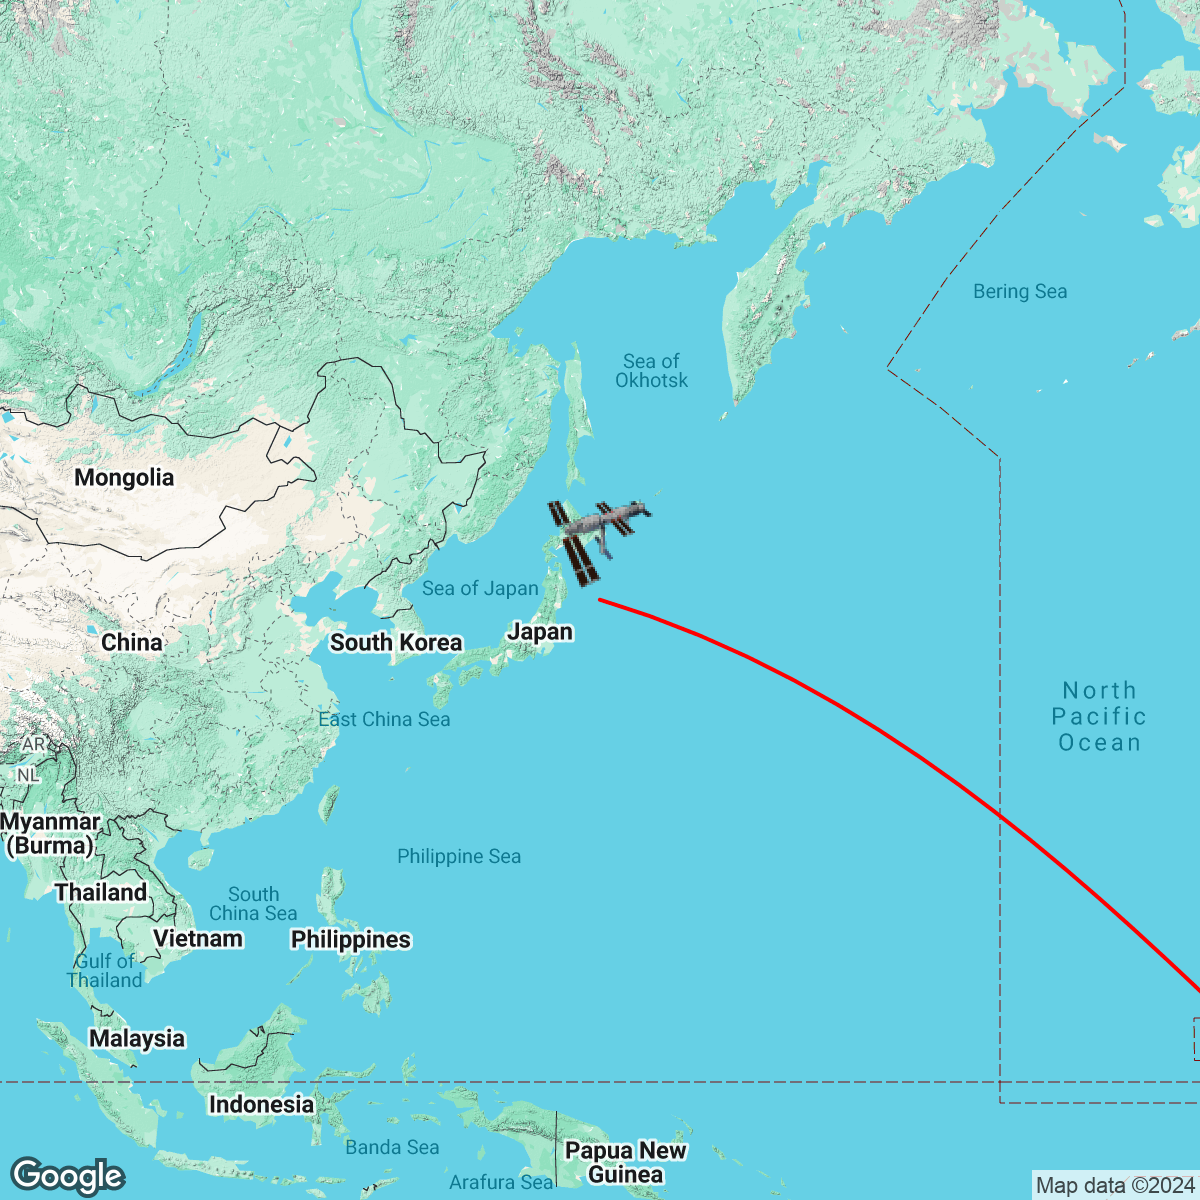 Bering Sea
Sea of
Okhotsk
Mongolia
Sea of Japan
China
South Korea
Japan
North
Pacific
Ocean
East China Sea
AR
NL
Myanmar
(Burma)
Philippine Sea
Thailand
South
China Sea
Vietnam
Philippines
Gulf of
Thailand
Malaysia
Indonesia
Banda Sea
Papua New
Guinea
Arafura Sea
Google
Map data ©2024